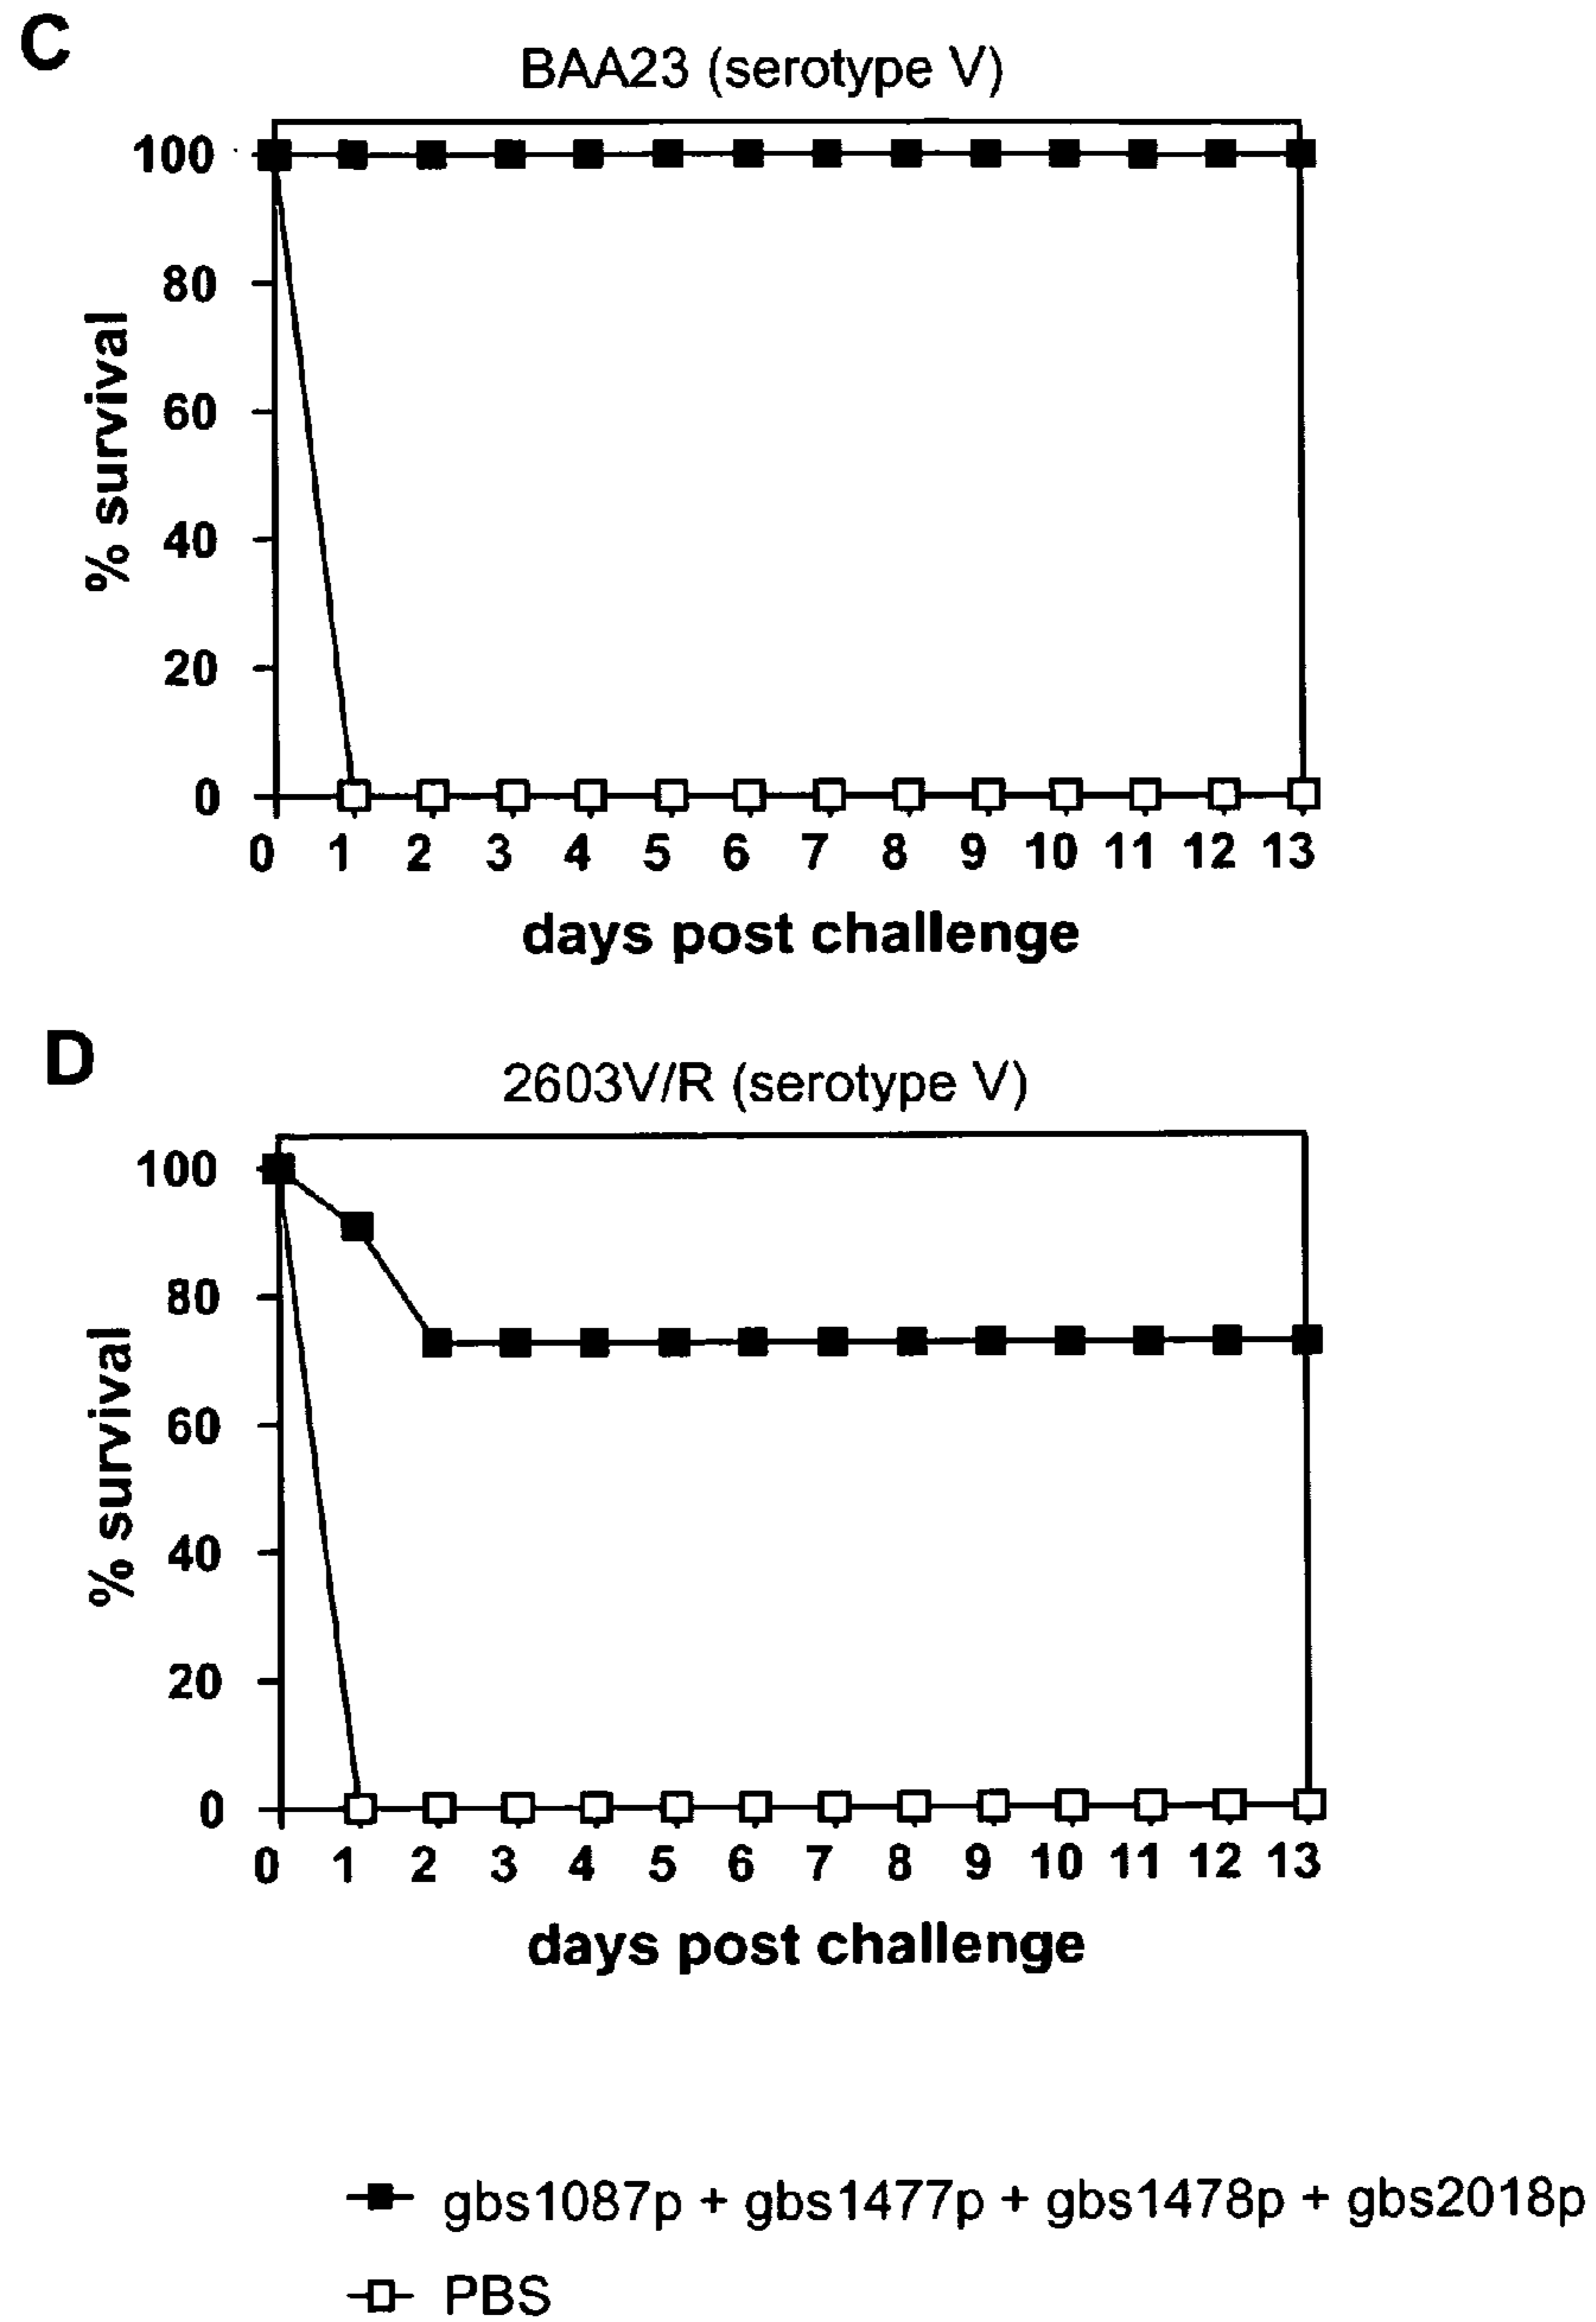 C
BAA23 (serotype V)
100
80
60
40
20
0
% survival
0 1 2 3 4 5 6 7 8 9 10 11 12 13
days post challenge
D
2603V/R (serotype V)
100
80
60
40
20
0
% survival
0 1 2 3 4 5 6 7 8 9 10 11 12 13
days post challenge
gbs1087p + gbs1477p + gbs1478p + gbs2018p
PBS